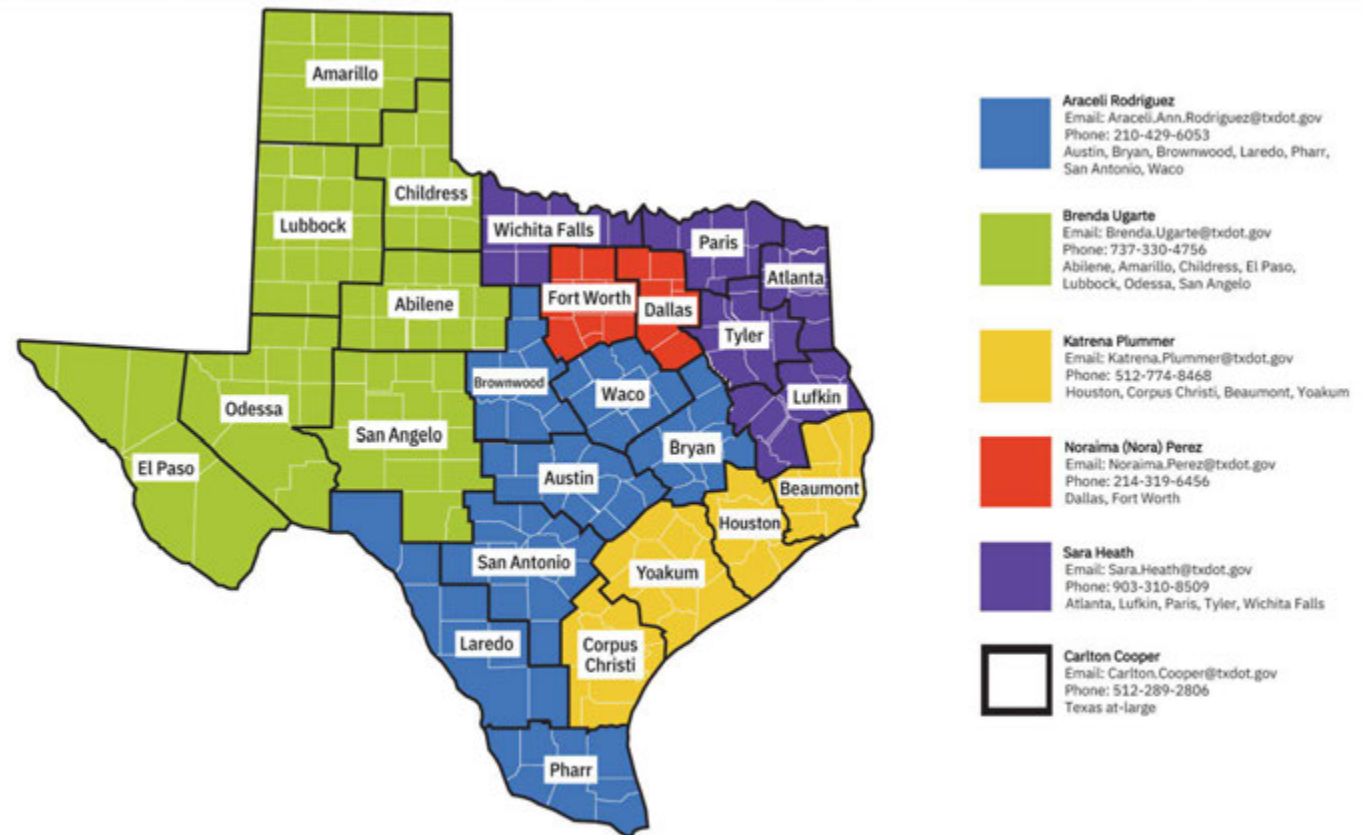 Amarillo
Childress
Lubbock
Wichita Falls
Paris
Atlanta
Abilene
Fort Worth
Dallas
Tyler
Brownwood
Waco
Lufkin
Odessa
San Angelo
Bryan
El Paso
Austin
Beaumont
Houston
San Antonio
Yoakum
Laredo
Corpus
Christi
Pharr
Araceli Rodriguez
Email: Araceli.Ann.Rodriguez@txdot.gov
Phone: 210-429-6053
Austin, Bryan, Brownwood, Laredo, Pharr,
San Antonio, Waco
Brenda Ugarte
Email: Brenda.Ugarte@txdot.gov
Phone: 737-330-4756
Abilene, Amarillo, Childress, El Paso,
Lubbock, Odessa, San Angelo
Katrena Plummer
Email: Katrena.Plummer@txdot.gov
Phone: 512-774-8468
Houston, Corpus Christi, Beaumont, Yoakum
Noraima (Nora) Perez
Email: Noraima.Perez@txdot.gov
Phone: 214-319-6456
Dallas, Fort Worth
Sara Heath
Email: Sara.Heath@txdot.gov
Phone: 903-310-8509
Atlanta, Lufkin, Paris, Tyler, Wichita Falls
Carlton Cooper
Email: Carlton.Cooper@txdot.gov
Phone: 512-289-2806
Texas at-large